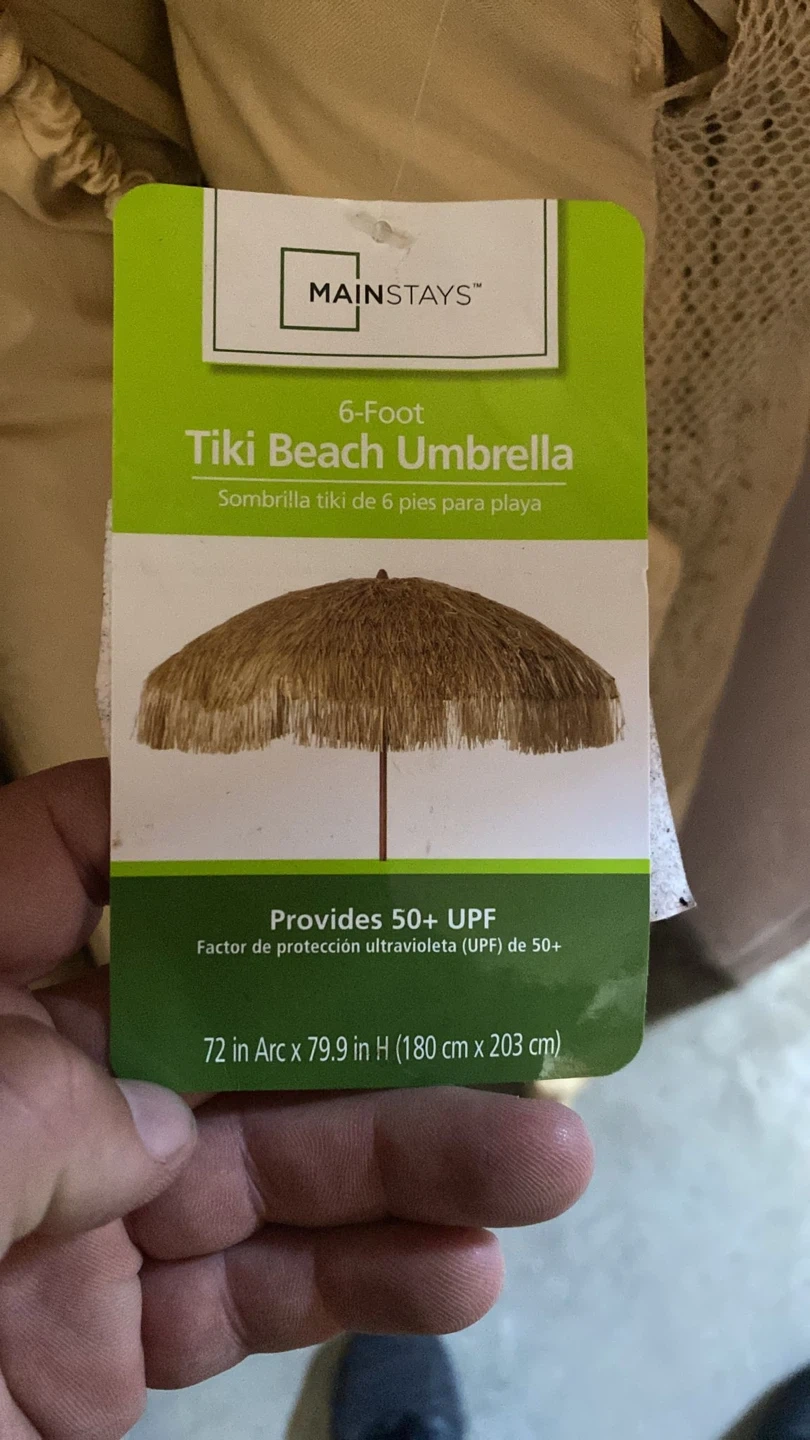 MAINSTAYS™
6-Foot
Tiki Beach Umbrella
Sombrilla tiki de 6 pies para playa
Provides 50+ UPF
Factor de protección ultravioleta (UPF) de 50+
72 in Arc x 79.9 in H (180 cm x 203 cm)